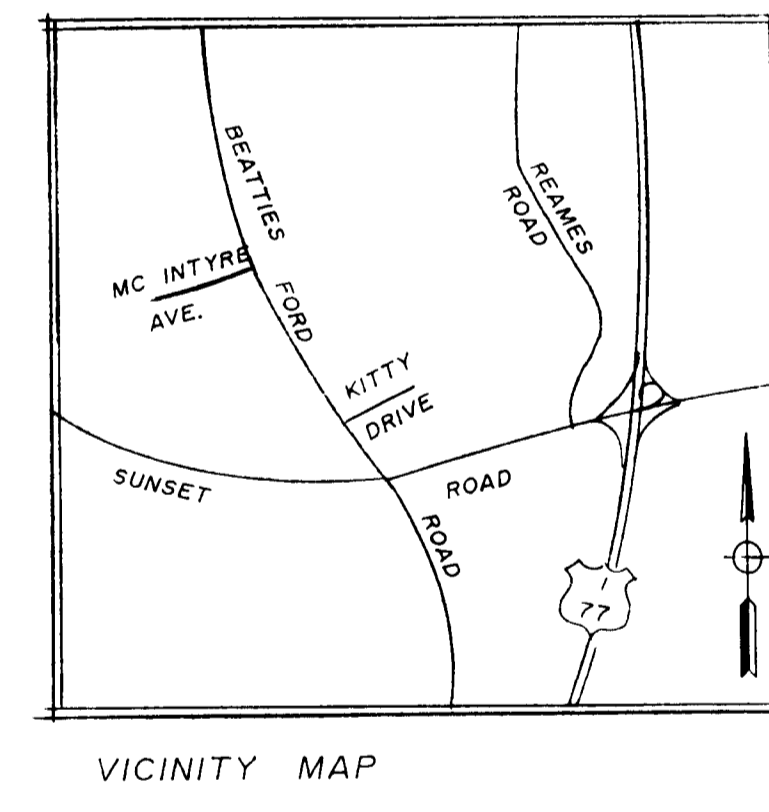 BEATTIES FORD ROAD
REAMES
ROAD
MC INTYRE
AVE.
KITTY
DRIVE
SUNSET ROAD
I
77
VICINITY MAP